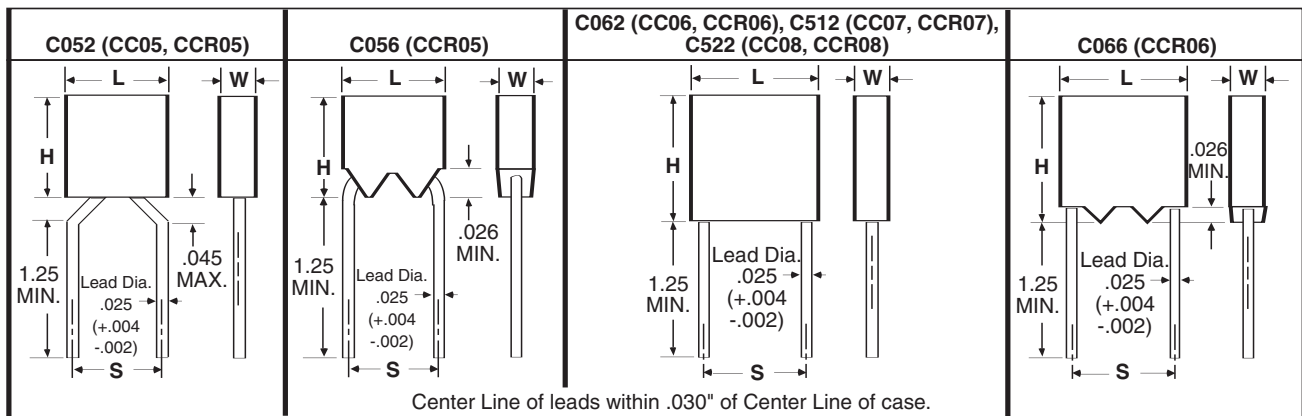 C052 (CC05, CCR05)
L
W
H
1.25
MIN.
.045
MAX.
Lead Dia.
.025
(+.004
-.002)
S
C056 (CCR05)
L
W
H
.026
MIN.
1.25
MIN.
Lead Dia.
.025
(+.004
-.002)
S
C062 (CC06, CCR06), C512 (CC07, CCR07),
C522 (CC08, CCR08)
L
W
H
1.25
MIN.
Lead Dia.
.025
(+.004
-.002)
S
C066 (CCR06)
L
W
H
.026
MIN.
1.25
MIN.
Lead Dia.
.025
(+.004
-.002)
S
Center Line of leads within .030" of Center Line of case.